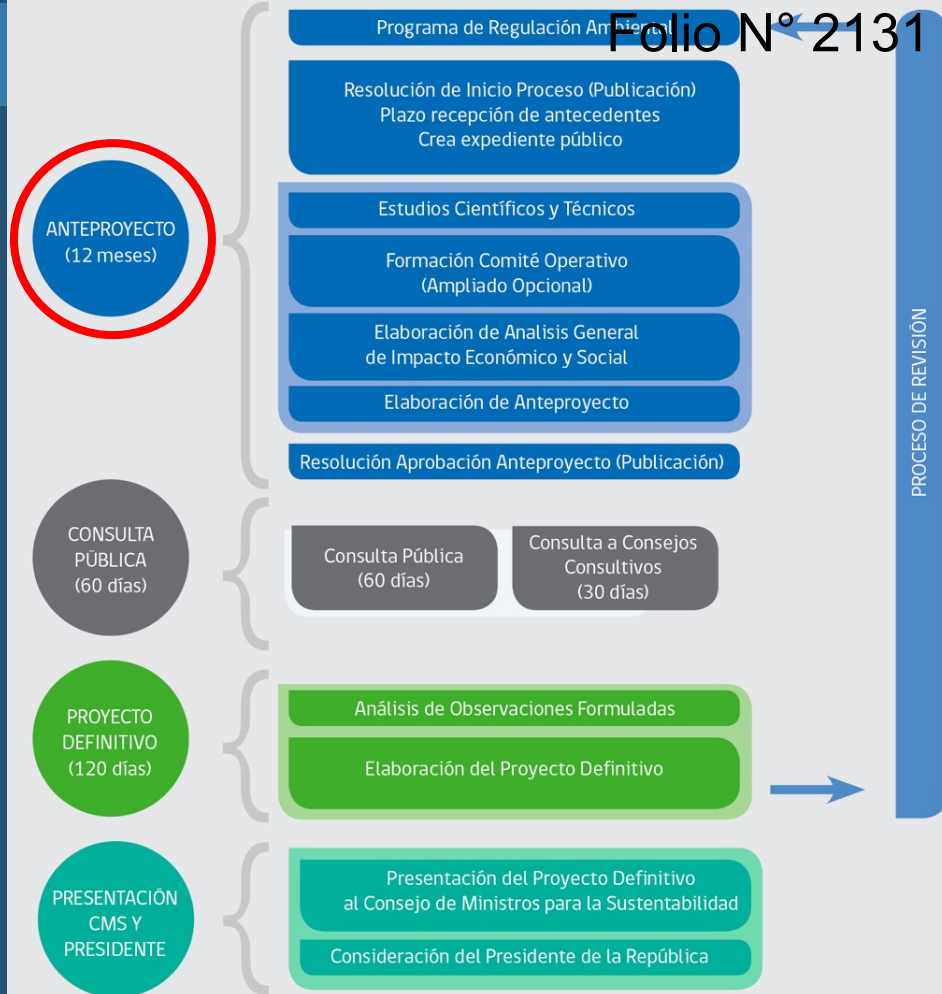 Folio N° 2131
Programa de Regulación Ambiental
Resolución de Inicio Proceso (Publicación)
Plazo recepción de antecedentes
Crea expediente público
ANTEPROYECTO
(12 meses)
Estudios Científicos y Técnicos
Formación Comité Operativo
(Ampliado Opcional)
Elaboración de Analisis General
de Impacto Económico y Social
Elaboración de Anteproyecto
Resolución Aprobación Anteproyecto (Publicación)
CONSULTA
PÚBLICA
(60 días)
Consulta Pública
(60 días)
Consulta a Consejos
Consultivos
(30 días)
PROYECTO
DEFINITIVO
(120 días)
Análisis de Observaciones Formuladas
Elaboración del Proyecto Definitivo
PRESENTACIÓN
CMS Y
PRESIDENTE
Presentación del Proyecto Definitivo
al Consejo de Ministros para la Sustentabilidad
Consideración del Presidente de la República
PROCESO DE REVISIÓN